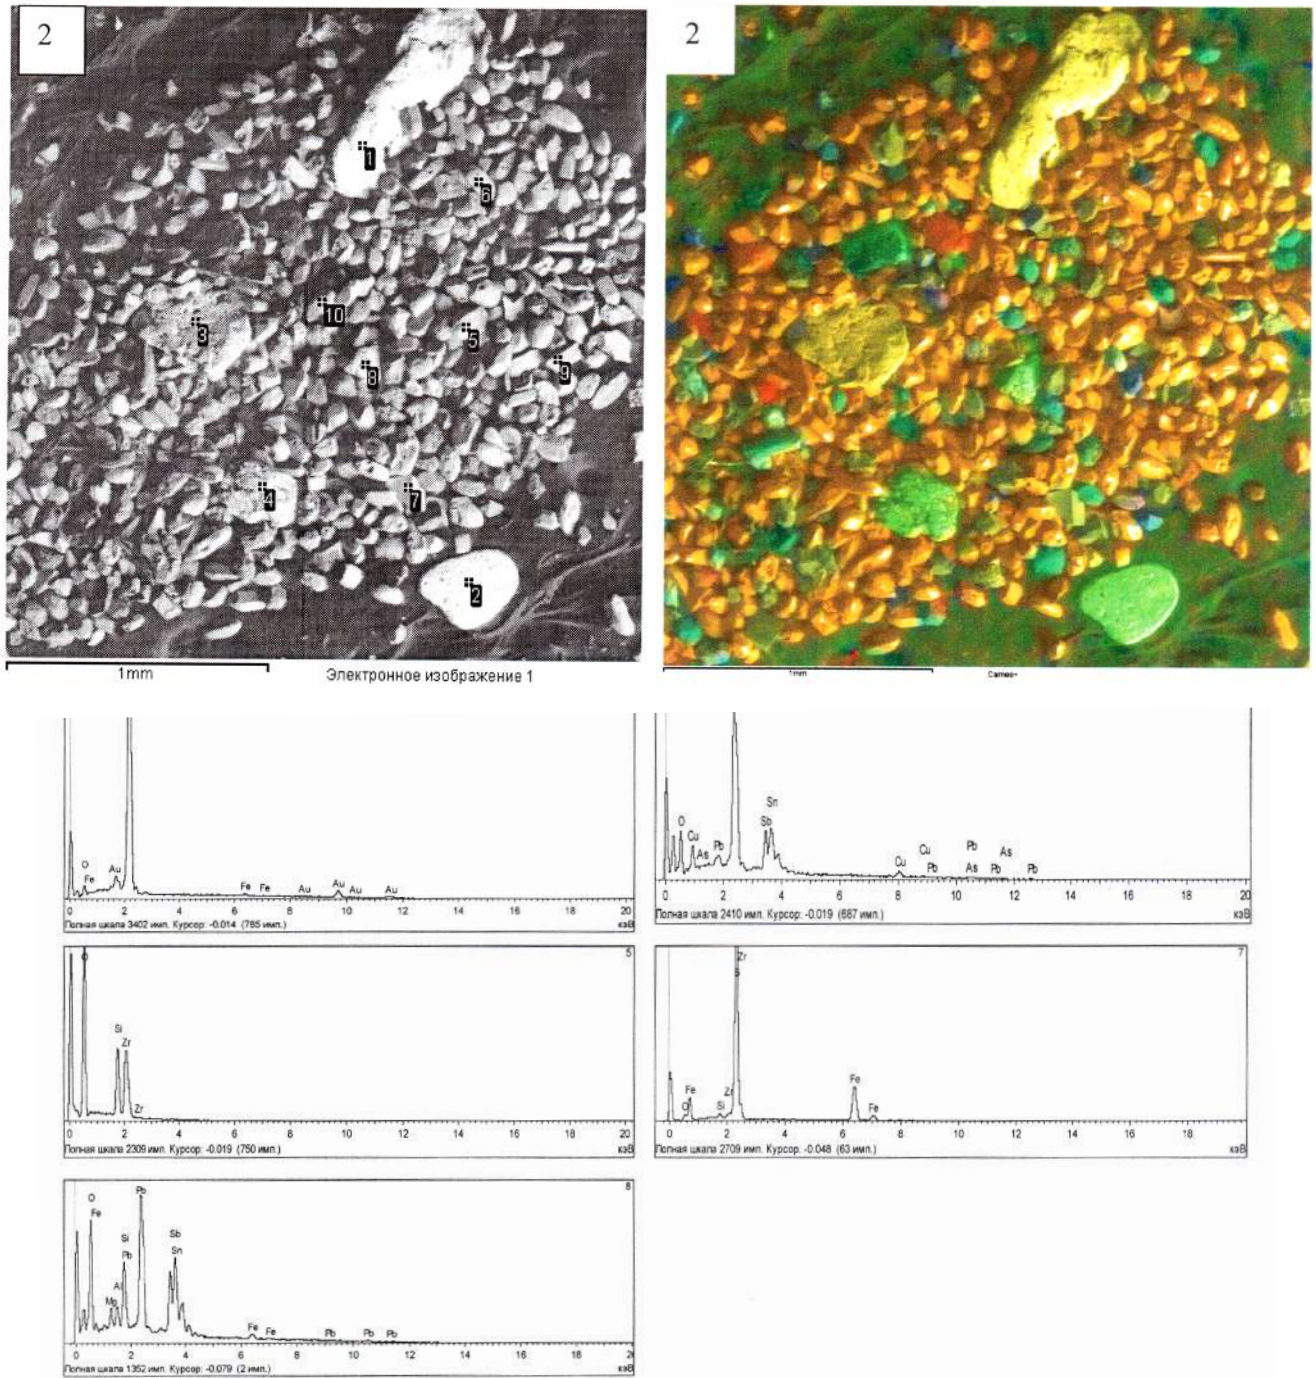 2
2
1
6
10
3
5
9
8
4
7
2
1mm
Электронное изображение 1
1mm
Cameo+
O
Fe
Au
Fe
Fe
Au
Au
Au
Au
0 2 4 6 8 10 12 14 16 18 20
Полная шкала 3402 имп. Курсор: -0.014 (785 имп.)
кэВ
Sn
O
Sb
Cu
As
Pb
Cu
Cu
Pb
Pb
As
As
Pb
Pb
0 2 4 6 8 10 12 14 16 18 20
Полная шкала 2410 имп. Курсор: -0.019 (687 имп.)
кэВ
5
O
Si
Zr
Zr
0 2 4 6 8 10 12 14 16 18 20
Полная шкала 2309 имп. Курсор: -0.019 (750 имп.)
кэВ
7
Zr
S
Fe
O
Si
Zr
Fe
Fe
0 2 4 6 8 10 12 14 16 18
Полная шкала 2709 имп. Курсор: -0.048 (63 имп.)
кэВ
Pb
O
Fe
Si
Pb
Al
Mg
Sb
Sn
Fe
Fe
Pb
Pb
Pb
0 2 4 6 8 10 12 14 16 18
Полная шкала 1352 имп. Курсор: -0.079 (2 имп.)
кэВ